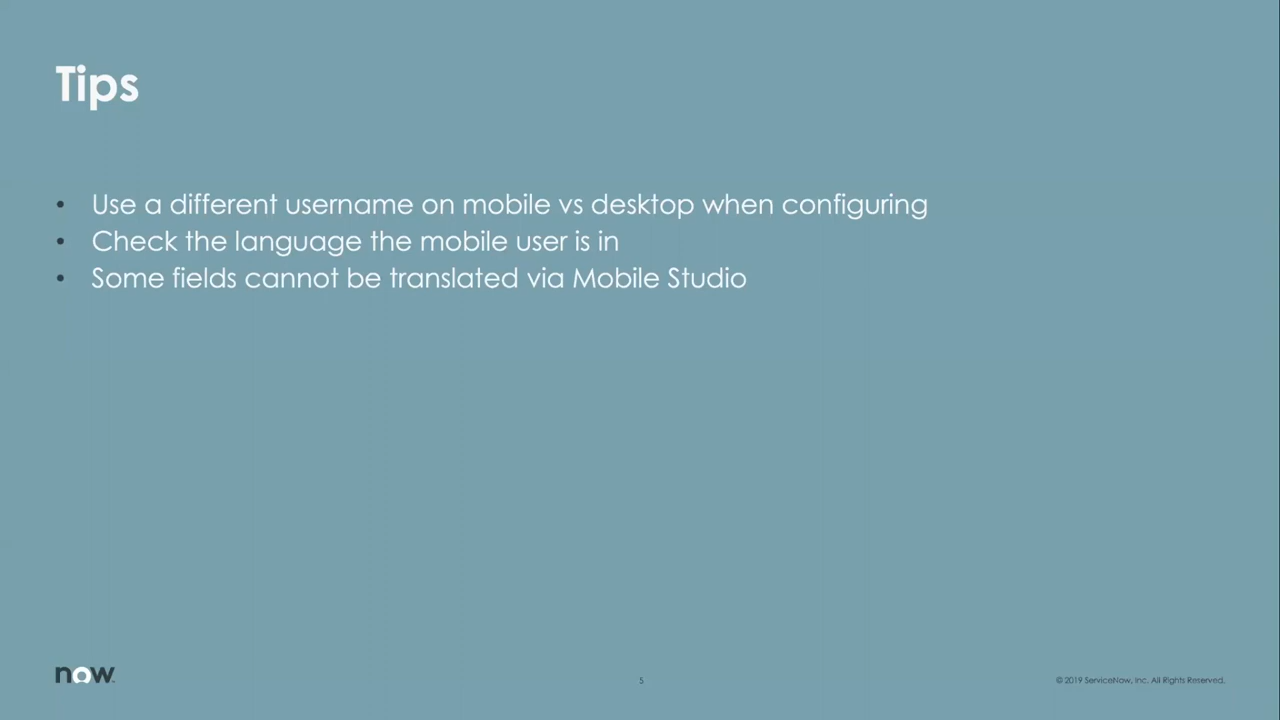 Tips
• Use a different username on mobile vs desktop when configuring
• Check the language the mobile user is in
• Some fields cannot be translated via Mobile Studio
now
5
© 2019 ServiceNow, Inc. All Rights Reserved.